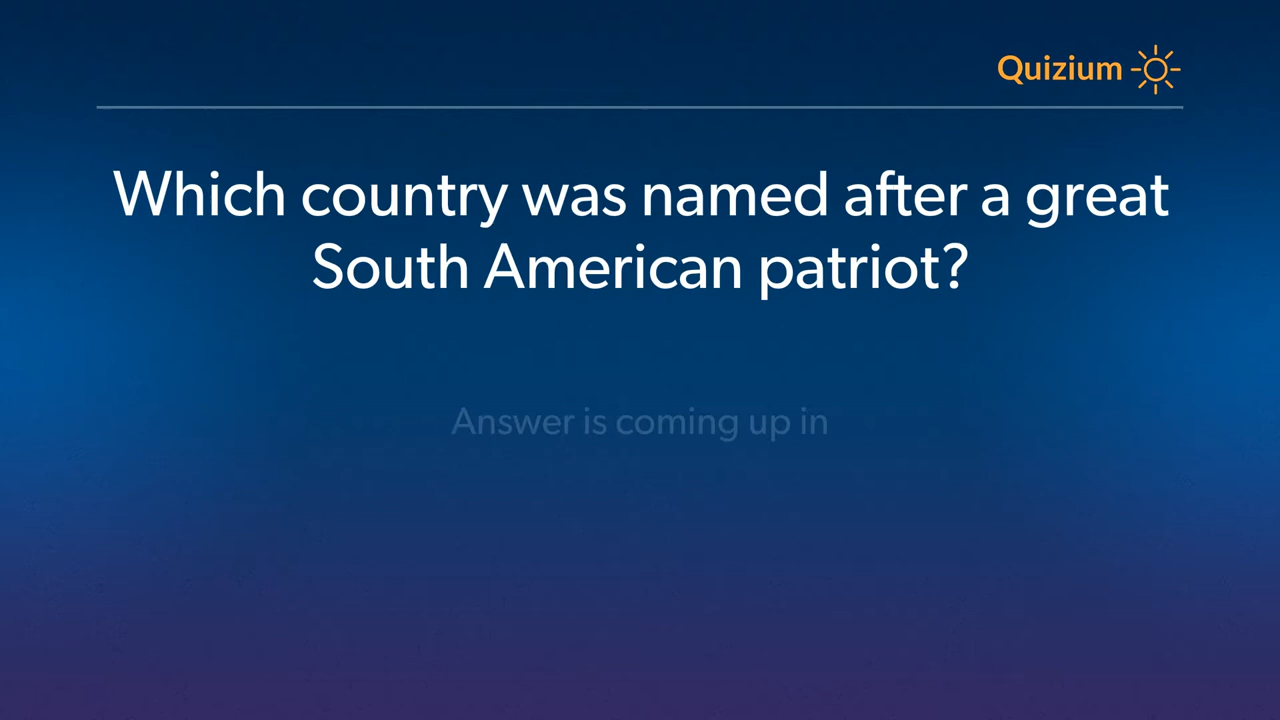 Quizium
Which country was named after a great
South American patriot?
Answer is coming up in